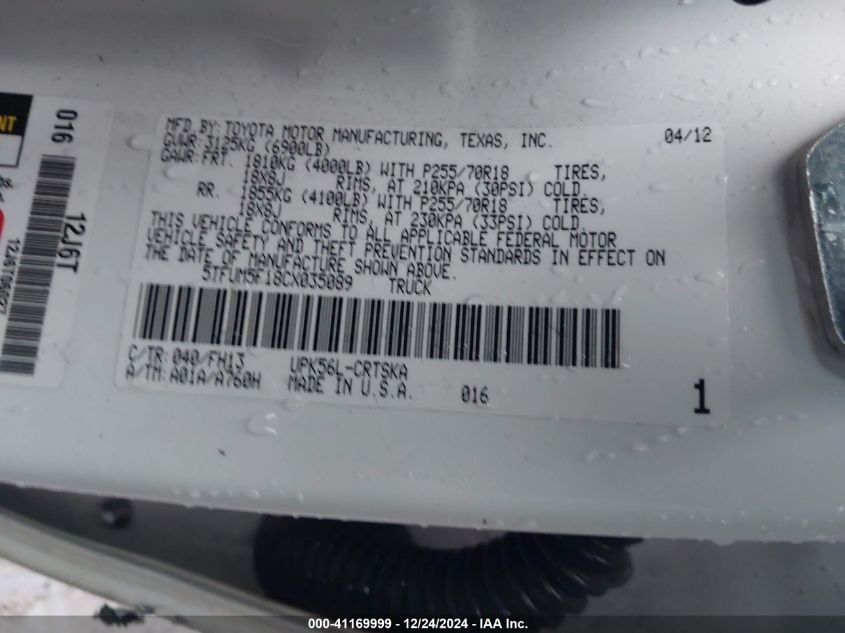 MFD. BY: TOYOTA MOTOR MANUFACTURING, TEXAS, INC. 04/12
GVWR: 3125KG (6900LB)
GAWR: FRT. 1810KG (4000LB) WITH P255/70R18 TIRES,
18X8J RIMS, AT 210KPA (30PSI) COLD.
RR. 1855KG (4100LB) WITH P255/70R18 TIRES,
18X8J RIMS, AT 230KPA (33PSI) COLD.
THIS VEHICLE CONFORMS TO ALL APPLICABLE FEDERAL MOTOR
VEHICLE SAFETY AND THEFT PREVENTION STANDARDS IN EFFECT ON
THE DATE OF MANUFACTURE SHOWN ABOVE.
5TFUM5F18CX035089 TRUCK
C/TR: 040/FH13 UPK56L-CRTSKA
A/TM: A01A/A760H MADE IN U.S.A. 016 1
016
12J6T
000-41169999 - 12/24/2024 - IAA Inc.